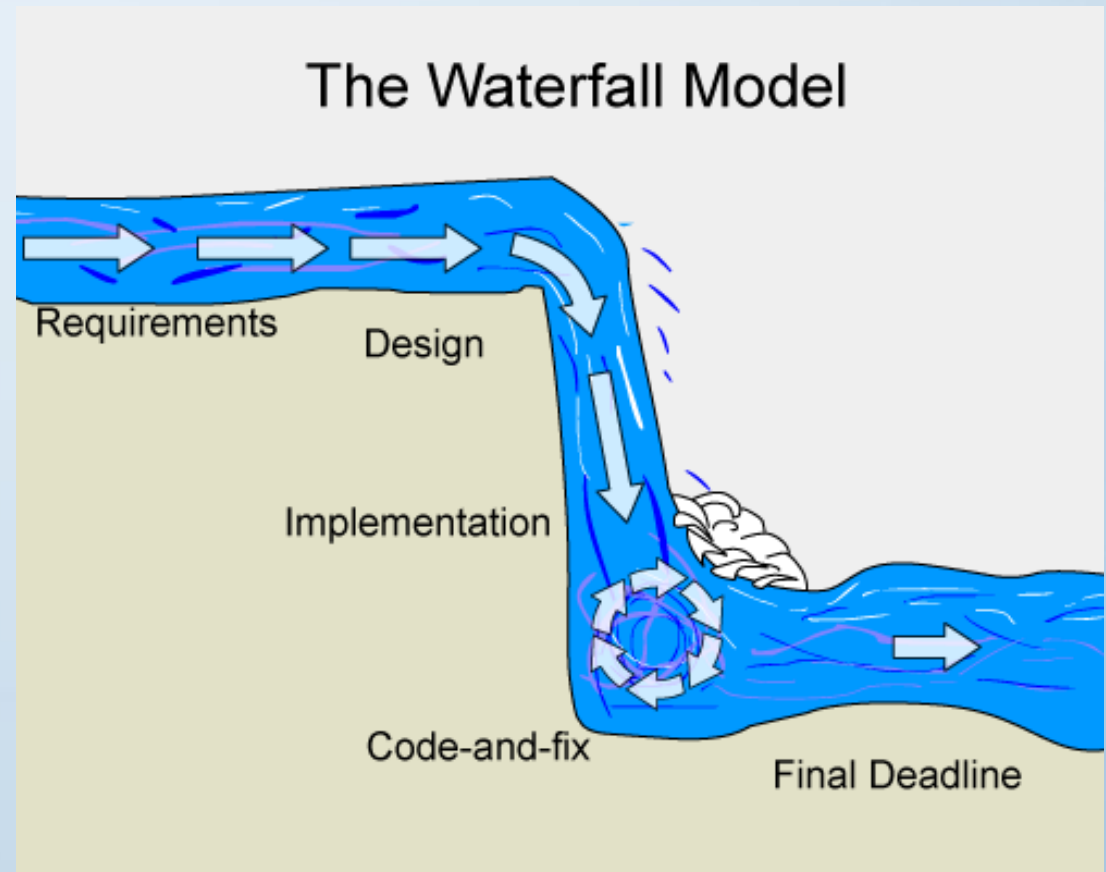 The Waterfall Model
Requirements
Design
Implementation
Code-and-fix
Final Deadline